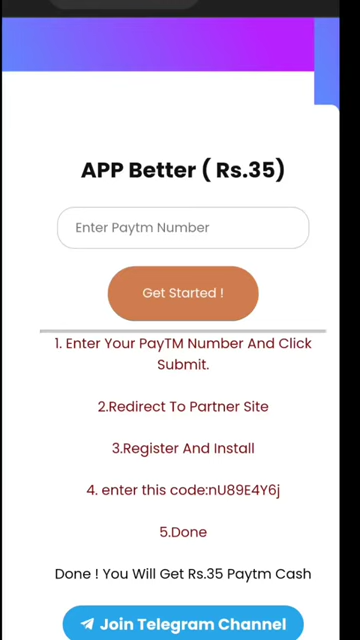 APP Better ( Rs.35)
Enter Paytm Number
Get Started !
1. Enter Your PayTM Number And Click
Submit.
2.Redirect To Partner Site
3.Register And Install
4. enter this code:nU89E4Y6j
5.Done
Done ! You Will Get Rs.35 Paytm Cash
Join Telegram Channel